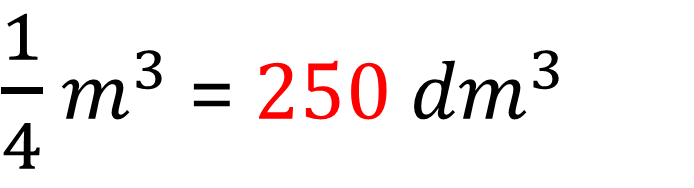 1/4 m³ = 250 dm³